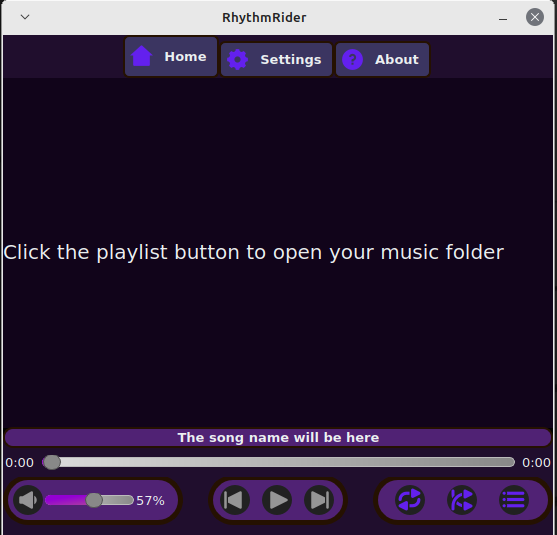 RhythmRider
Home Settings About
Click the playlist button to open your music folder
The song name will be here
0:00 0:00
57%